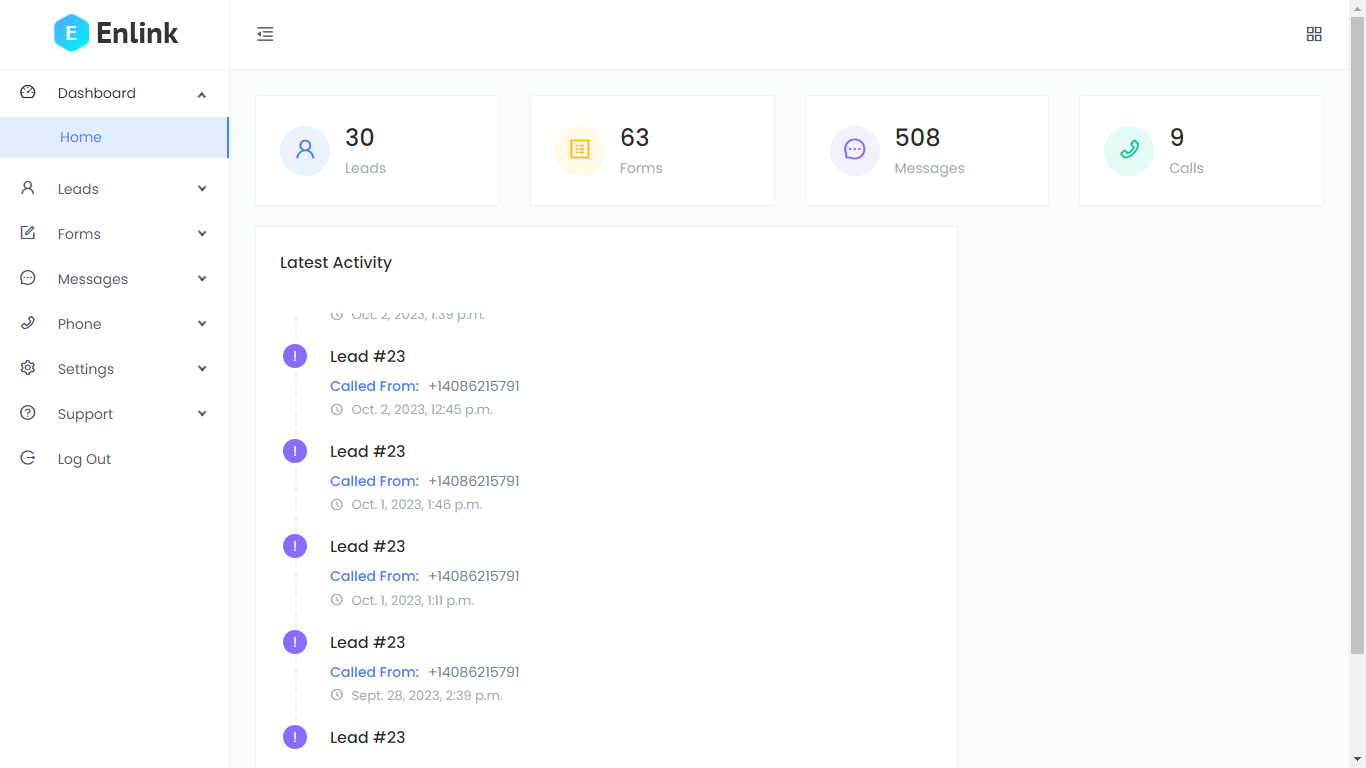 E Enlink
Dashboard
Home
Leads
Forms
Messages
Phone
Settings
Support
Log Out
30
Leads
63
Forms
508
Messages
9
Calls
Latest Activity
Oct. 2, 2023, 1:39 p.m.
! Lead #23
Called From: +14086215791
Oct. 2, 2023, 12:45 p.m.
! Lead #23
Called From: +14086215791
Oct. 1, 2023, 1:46 p.m.
! Lead #23
Called From: +14086215791
Oct. 1, 2023, 1:11 p.m.
! Lead #23
Called From: +14086215791
Sept. 28, 2023, 2:39 p.m.
! Lead #23